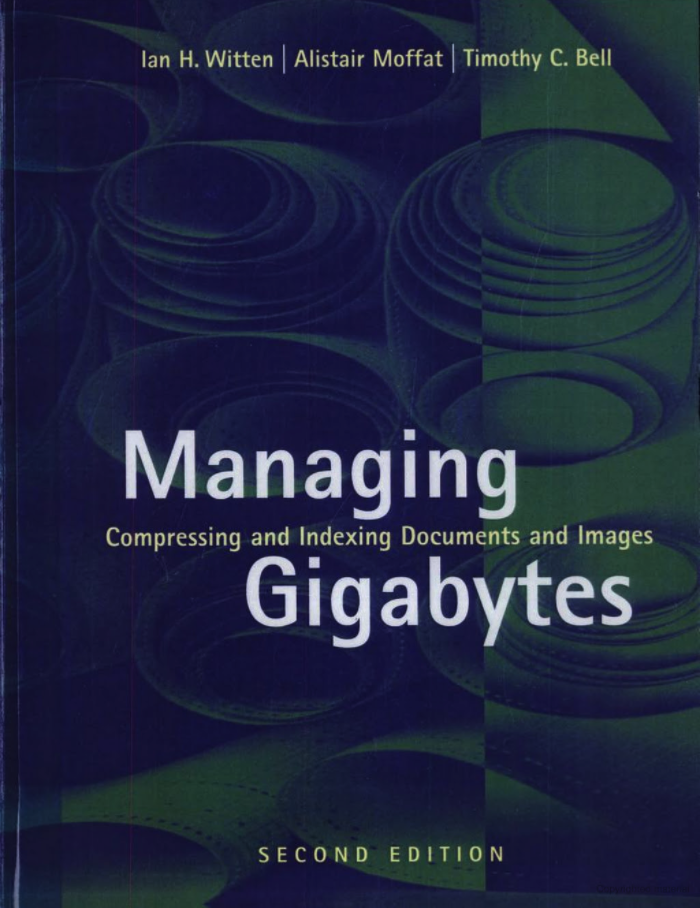 Ian H. Witten | Alistair Moffat | Timothy C. Bell
Managing
Compressing and Indexing Documents and Images
Gigabytes
SECOND EDITION